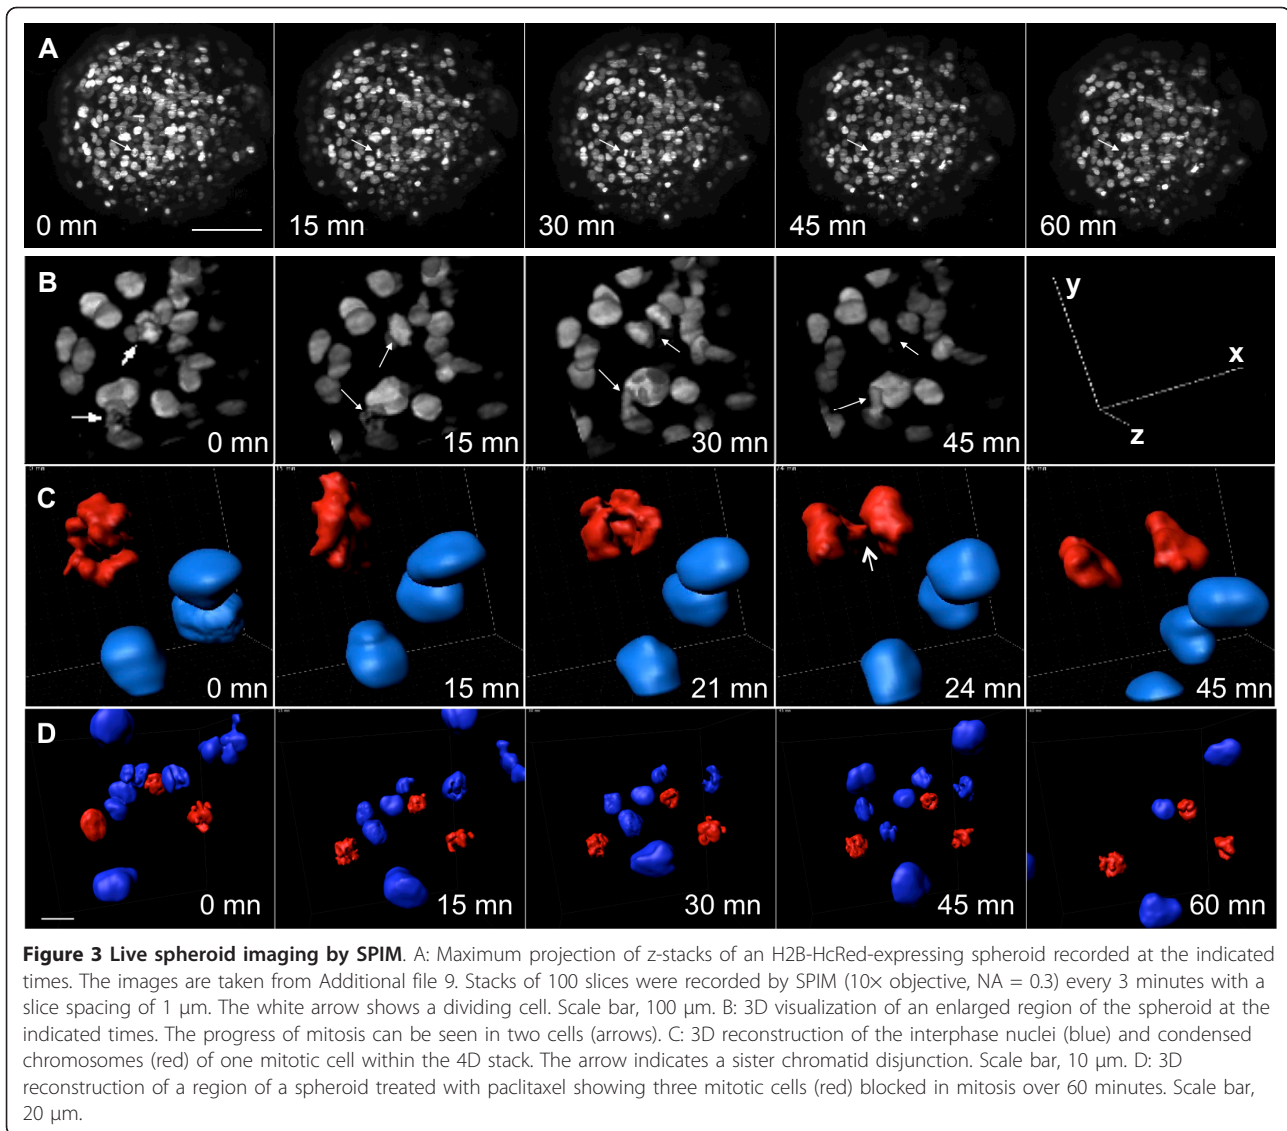 A
0 mn
15 mn
30 mn
45 mn
60 mn
B
0 mn
15 mn
30 mn
45 mn
y
x
z
C
0 mn
15 mn
21 mn
24 mn
45 mn
D
0 mn
15 mn
30 mn
45 mn
60 mn
Figure 3 Live spheroid imaging by SPIM. A: Maximum projection of z-stacks of an H2B-HcRed-expressing spheroid recorded at the indicated
times. The images are taken from Additional file 9. Stacks of 100 slices were recorded by SPIM (10× objective, NA = 0.3) every 3 minutes with a
slice spacing of 1 μm. The white arrow shows a dividing cell. Scale bar, 100 μm. B: 3D visualization of an enlarged region of the spheroid at the
indicated times. The progress of mitosis can be seen in two cells (arrows). C: 3D reconstruction of the interphase nuclei (blue) and condensed
chromosomes (red) of one mitotic cell within the 4D stack. The arrow indicates a sister chromatid disjunction. Scale bar, 10 μm. D: 3D
reconstruction of a region of a spheroid treated with paclitaxel showing three mitotic cells (red) blocked in mitosis over 60 minutes. Scale bar,
20 μm.